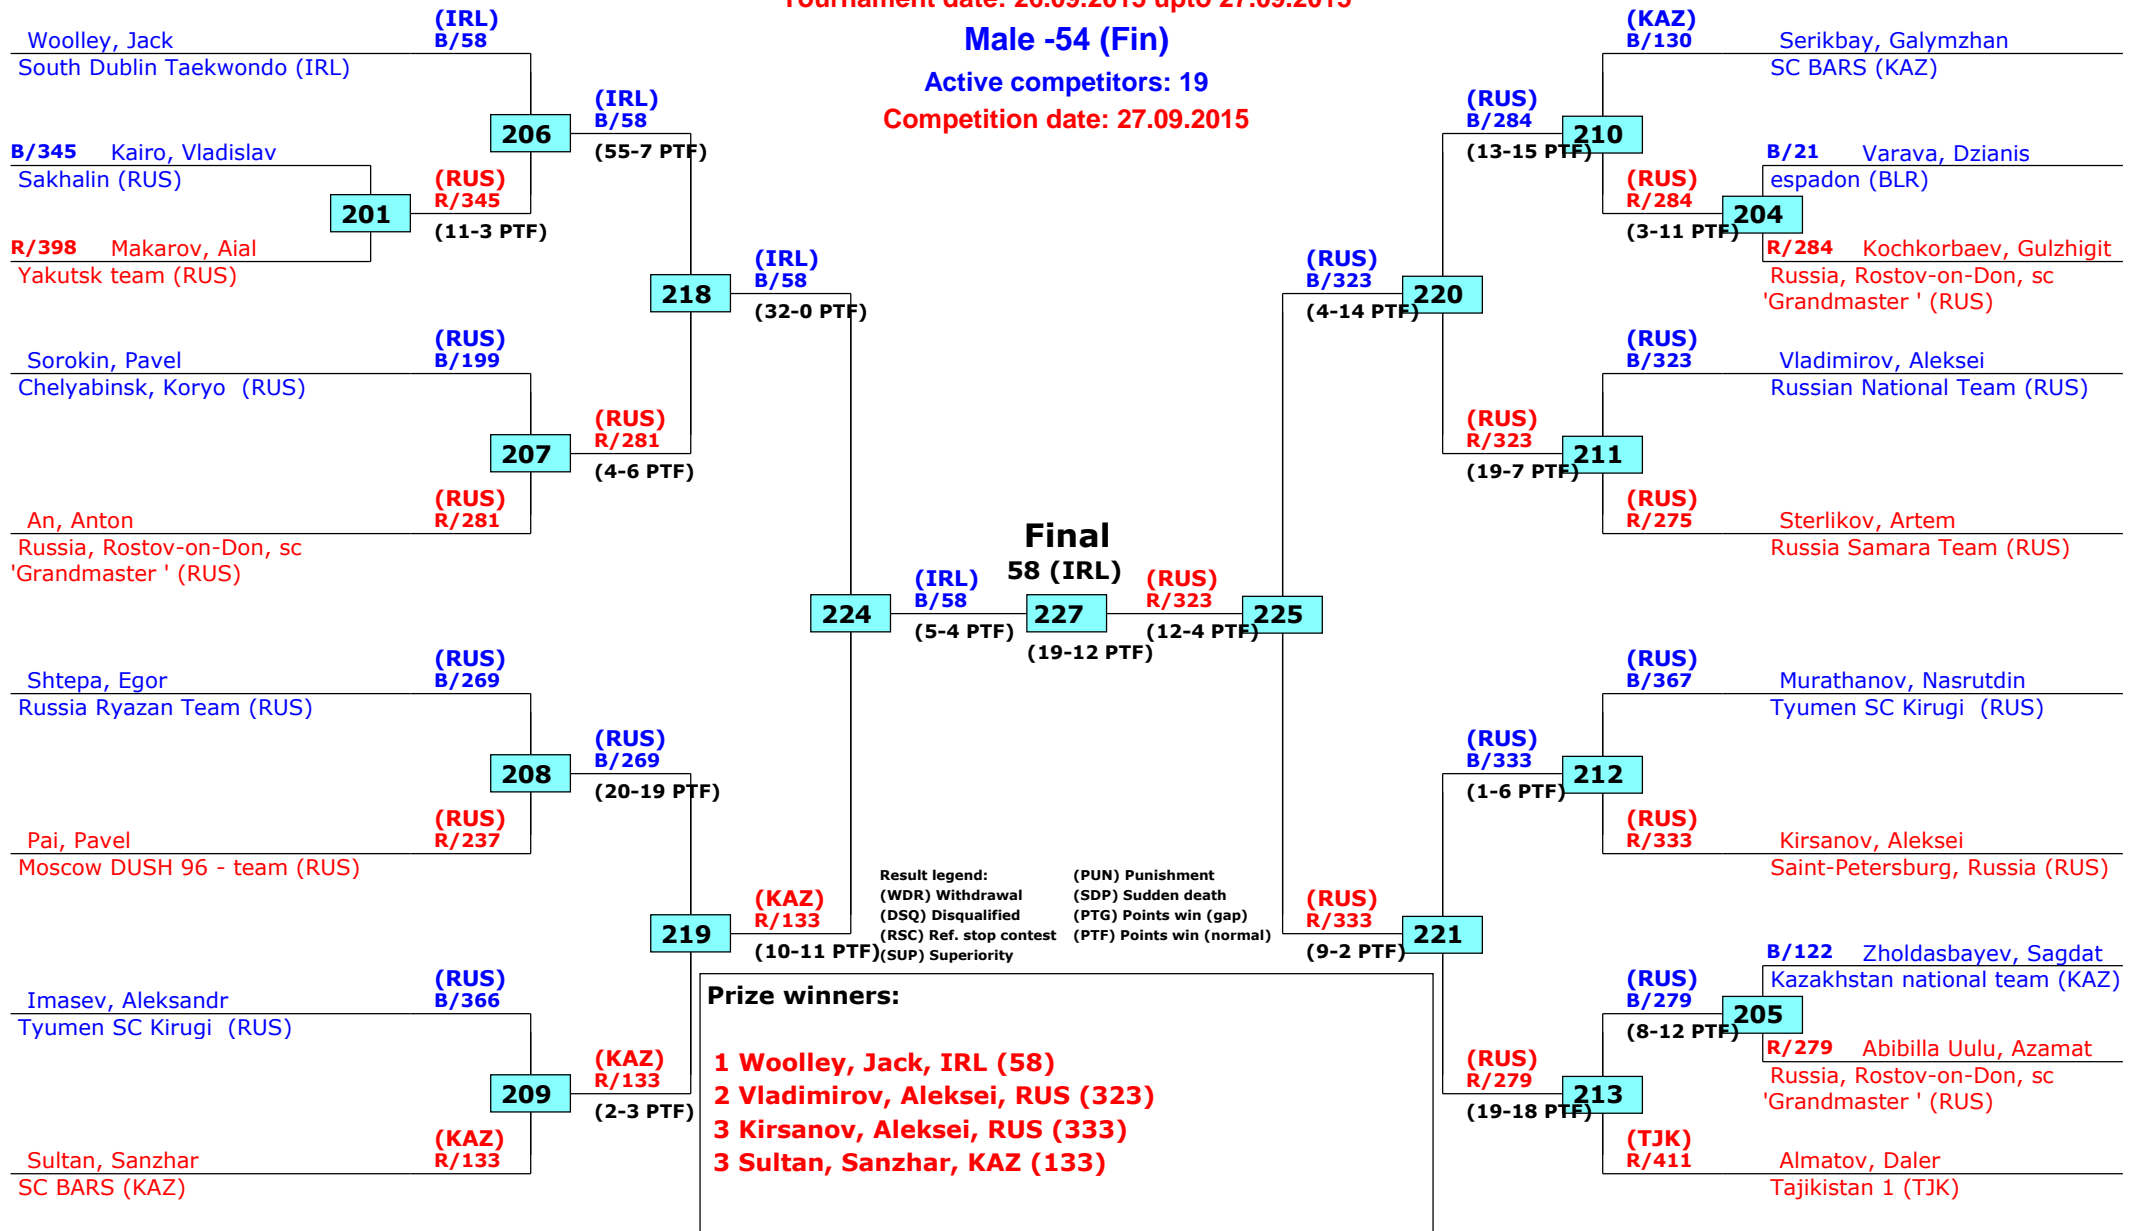 Tournament date: 26.09.2015 upto 27.09.2015
Male -54 (Fin)
Active competitors: 19
Competition date: 27.09.2015
Woolley, Jack
South Dublin Taekwondo (IRL)
(IRL)
B/58
B/345 Kairo, Vladislav
Sakhalin (RUS)
R/398 Makarov, Aial
Yakutsk team (RUS)
201
(RUS)
R/345
(11-3 PTF)
206
(IRL)
B/58
(55-7 PTF)
Sorokin, Pavel
Chelyabinsk, Koryo (RUS)
(RUS)
B/199
An, Anton
Russia, Rostov-on-Don, sc
'Grandmaster ' (RUS)
(RUS)
R/281
207
(RUS)
R/281
(4-6 PTF)
218
(IRL)
B/58
(32-0 PTF)
Shtepa, Egor
Russia Ryazan Team (RUS)
(RUS)
B/269
Pai, Pavel
Moscow DUSH 96 - team (RUS)
(RUS)
R/237
208
(RUS)
B/269
(20-19 PTF)
Imasev, Aleksandr
Tyumen SC Kirugi (RUS)
(RUS)
B/366
Sultan, Sanzhar
SC BARS (KAZ)
(KAZ)
R/133
209
(KAZ)
R/133
(2-3 PTF)
219
(KAZ)
R/133
(10-11 PTF)
224
(IRL)
B/58
(5-4 PTF)
Final
58 (IRL)
227
(19-12 PTF)
(RUS)
R/323
(12-4 PTF)
225
(KAZ)
B/130
Serikbay, Galymzhan
SC BARS (KAZ)
B/21 Varava, Dzianis
espadon (BLR)
204
R/284 Kochkorbaev, Gulzhigit
Russia, Rostov-on-Don, sc
'Grandmaster ' (RUS)
(RUS)
R/284
(3-11 PTF)
210
(RUS)
B/284
(13-15 PTF)
(RUS)
B/323
Vladimirov, Aleksei
Russian National Team (RUS)
(RUS)
R/275
Sterlikov, Artem
Russia Samara Team (RUS)
211
(RUS)
R/323
(19-7 PTF)
220
(RUS)
B/323
(4-14 PTF)
(RUS)
B/367
Murathanov, Nasrutdin
Tyumen SC Kirugi (RUS)
(RUS)
R/333
Kirsanov, Aleksei
Saint-Petersburg, Russia (RUS)
212
(RUS)
B/333
(1-6 PTF)
B/122 Zholdasbayev, Sagdat
Kazakhstan national team (KAZ)
205
R/279 Abibilla Uulu, Azamat
Russia, Rostov-on-Don, sc
'Grandmaster ' (RUS)
(RUS)
B/279
(8-12 PTF)
(TJK)
R/411
Almatov, Daler
Tajikistan 1 (TJK)
213
(RUS)
R/279
(19-18 PTF)
221
(RUS)
R/333
(9-2 PTF)
Result legend:
(WDR) Withdrawal
(DSQ) Disqualified
(RSC) Ref. stop contest
(SUP) Superiority
(PUN) Punishment
(SDP) Sudden death
(PTG) Points win (gap)
(PTF) Points win (normal)
Prize winners:
1 Woolley, Jack, IRL (58)
2 Vladimirov, Aleksei, RUS (323)
3 Kirsanov, Aleksei, RUS (333)
3 Sultan, Sanzhar, KAZ (133)